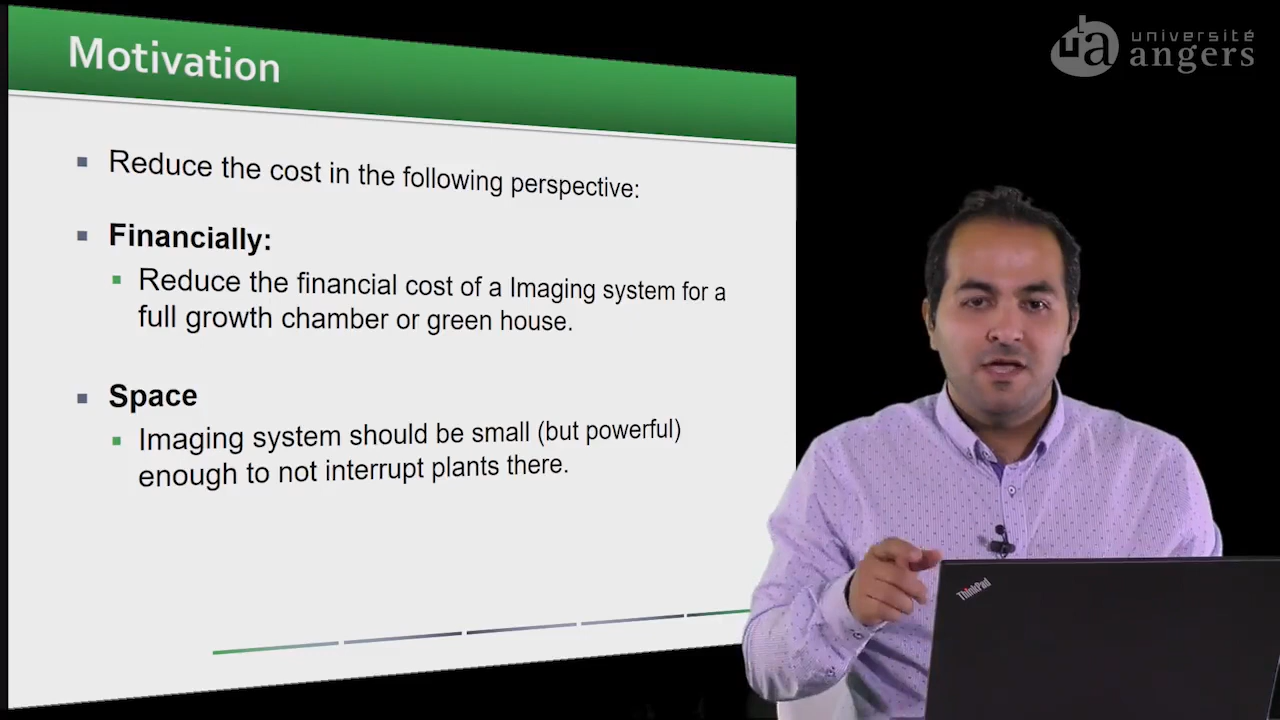 Motivation
université
angers
Reduce the cost in the following perspective:
Financially:
Reduce the financial cost of a Imaging system for a
full growth chamber or green house.
Space
Imaging system should be small (but powerful)
enough to not interrupt plants there.
ThinkPad